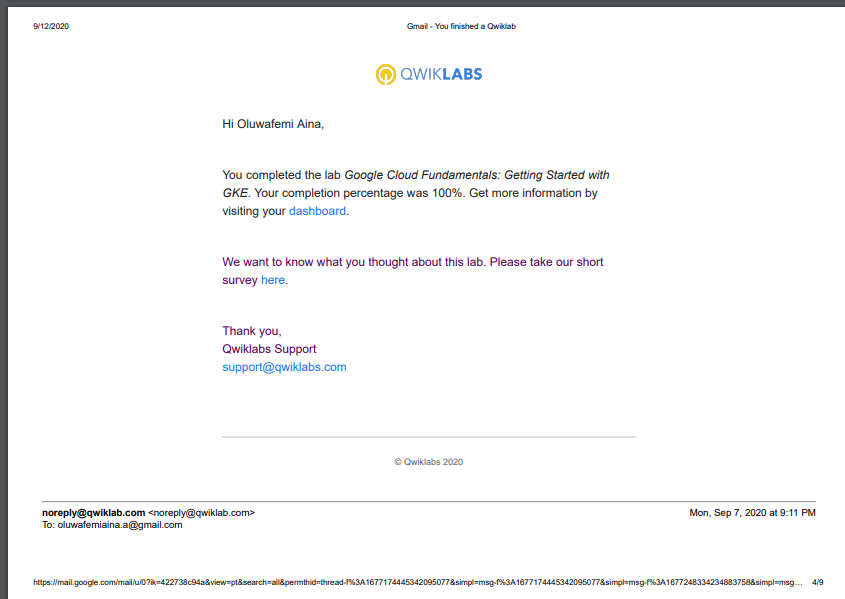 9/12/2020 Gmail - You finished a Qwiklab
QWIKLABS
Hi Oluwafemi Aina,
You completed the lab Google Cloud Fundamentals: Getting Started with
GKE. Your completion percentage was 100%. Get more information by
visiting your dashboard.
We want to know what you thought about this lab. Please take our short
survey here.
Thank you,
Qwiklabs Support
support@qwiklabs.com
© Qwiklabs 2020
noreply@qwiklab.com <noreply@qwiklab.com> Mon, Sep 7, 2020 at 9:11 PM
To: oluwafemiaina.a@gmail.com
https://mail.google.com/mail/u/0?ik=422738c94a&view=pt&search=all&permthid=thread-f%3A1677174445342095077&simpl=msg-f%3A1677174445342095077&simpl=msg-f%3A1677248334234883758&simpl=msg… 4/9